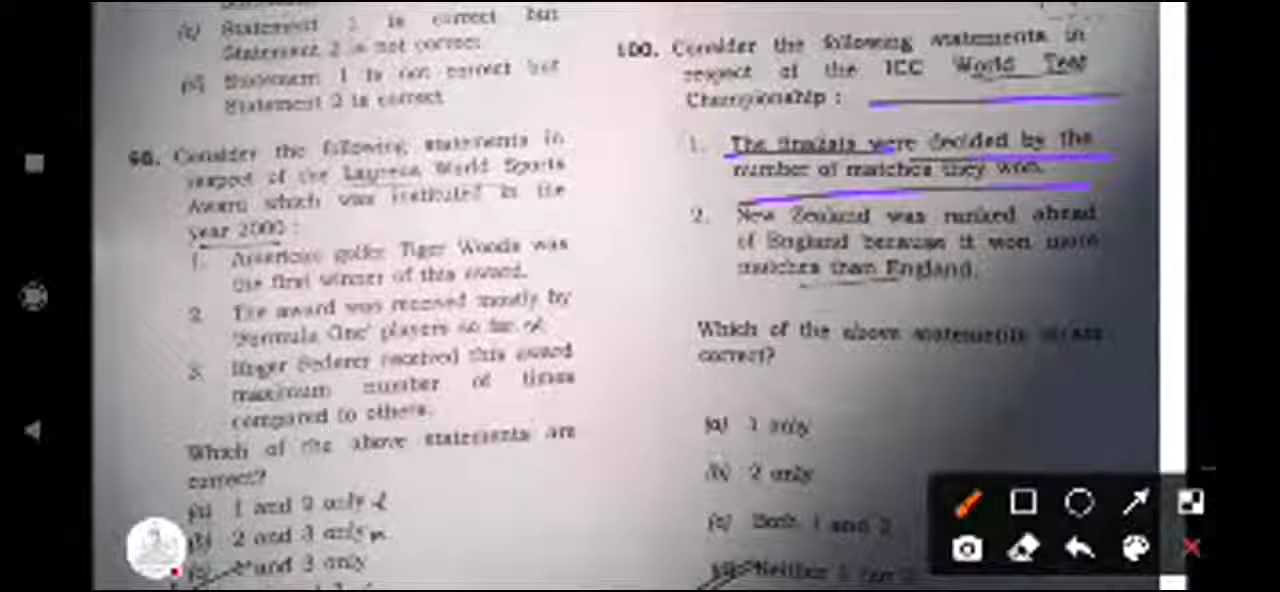 (c) Statement 1 is correct but
Statement 2 is not correct
(d) Statement 1 is not correct but
Statement 2 is correct
98. Consider the following statements in
respect of the Laureus World Sports
Award which was instituted in the
year 2000 :
1. American golfer Tiger Woods was
the first winner of this award.
2. The award was received mostly by
'Formula One' players so far.
3. Roger Federer received this award
maximum number of times
compared to others.
Which of the above statements are
correct?
(a) 1 and 2 only
(b) 2 and 3 only
and 3 only
100. Consider the following statements in
respect of the ICC World Test
Championship :
1. The finalists were decided by the
number of matches they won.
2. New Zealand was ranked ahead
of England because it won more
matches than England.
Which of the above statements
correct?
(a) 1 only
(b) 2 only
(c) Both 1 and 2
Neither 1